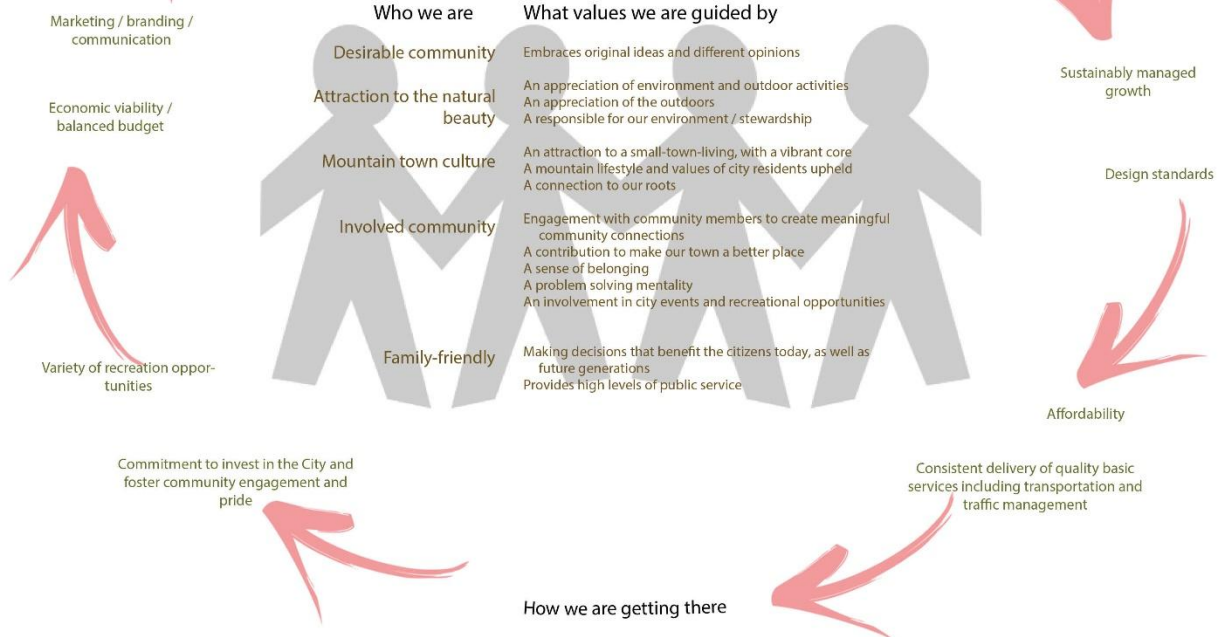 Who we are
What values we are guided by
Desirable community
Embraces original ideas and different opinions
Attraction to the natural
beauty
An appreciation of environment and outdoor activities
An appreciation of the outdoors
A responsible for our environment / stewardship
Mountain town culture
An attraction to a small-town-living, with a vibrant core
A mountain lifestyle and values of city residents upheld
A connection to our roots
Involved community
Engagement with community members to create meaningful
community connections
A contribution to make our town a better place
A sense of belonging
A problem solving mentality
An involvement in city events and recreational opportunities
Family-friendly
Making decisions that benefit the citizens today, as well as
future generations
Provides high levels of public service
Sustainably managed
growth
Design standards
Affordability
Consistent delivery of quality basic
services including transportation and
traffic management
How we are getting there
Commitment to invest in the City and
foster community engagement and
pride
Variety of recreation oppor-
tunities
Economic viability /
balanced budget
Marketing / branding /
communication